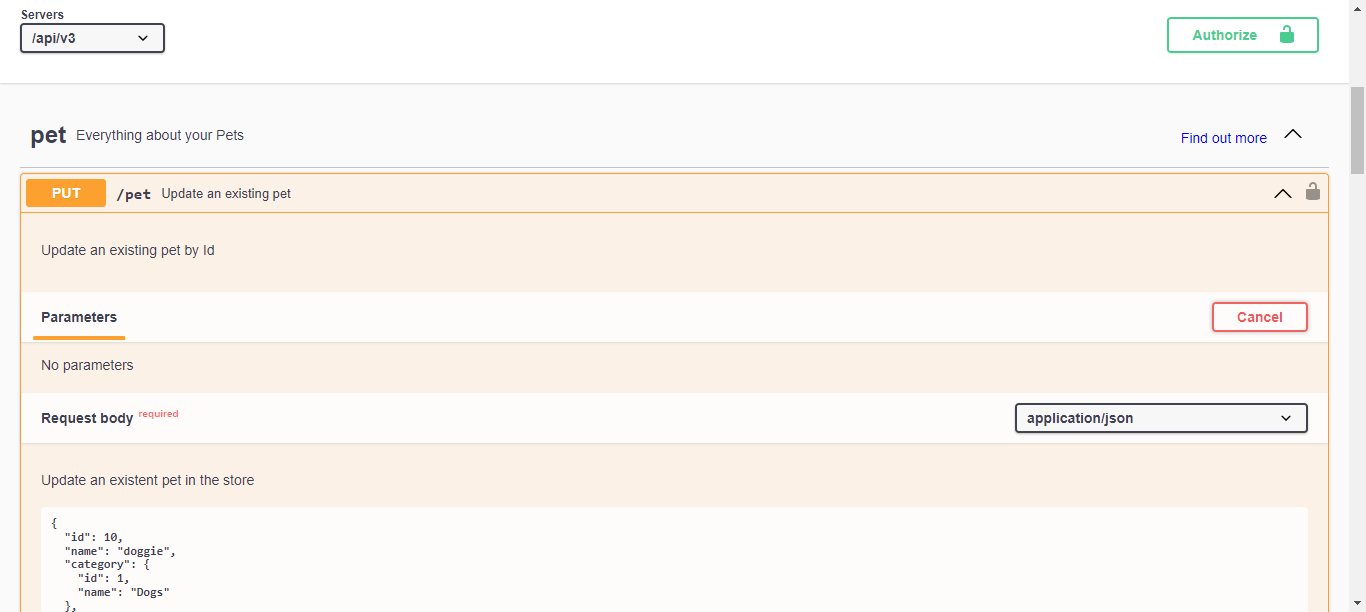 Servers
/api/v3
Authorize
pet Everything about your Pets
Find out more
PUT /pet Update an existing pet
Update an existing pet by Id
Parameters
Cancel
No parameters
Request body required
application/json
Update an existent pet in the store
{
  "id": 10,
  "name": "doggie",
  "category": {
    "id": 1,
    "name": "Dogs"
  },